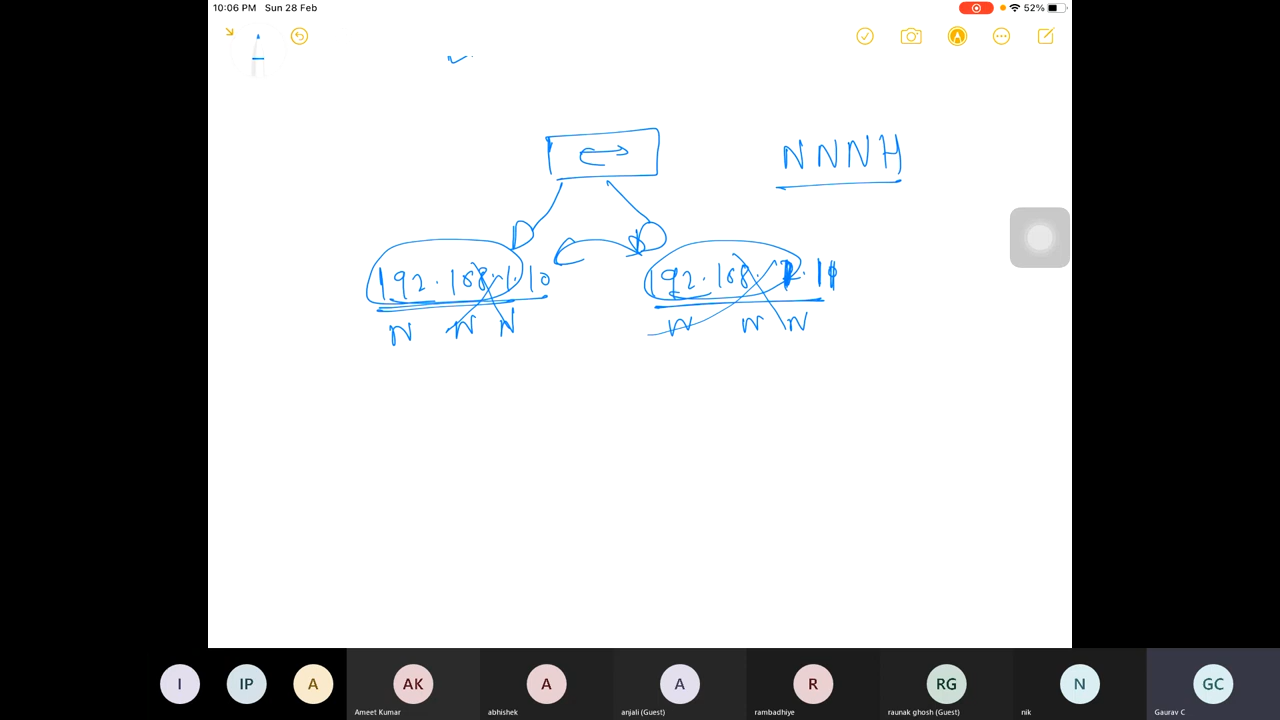 10:06 PM Sun 28 Feb 52%
N N N H
192.168.1.10 192.168. .11
N N N N N N
I IP A AK A A R RG N GC
Ameet Kumar abhishek anjali (Guest) rambadhiye raunak ghosh (Guest) nik Gaurav C